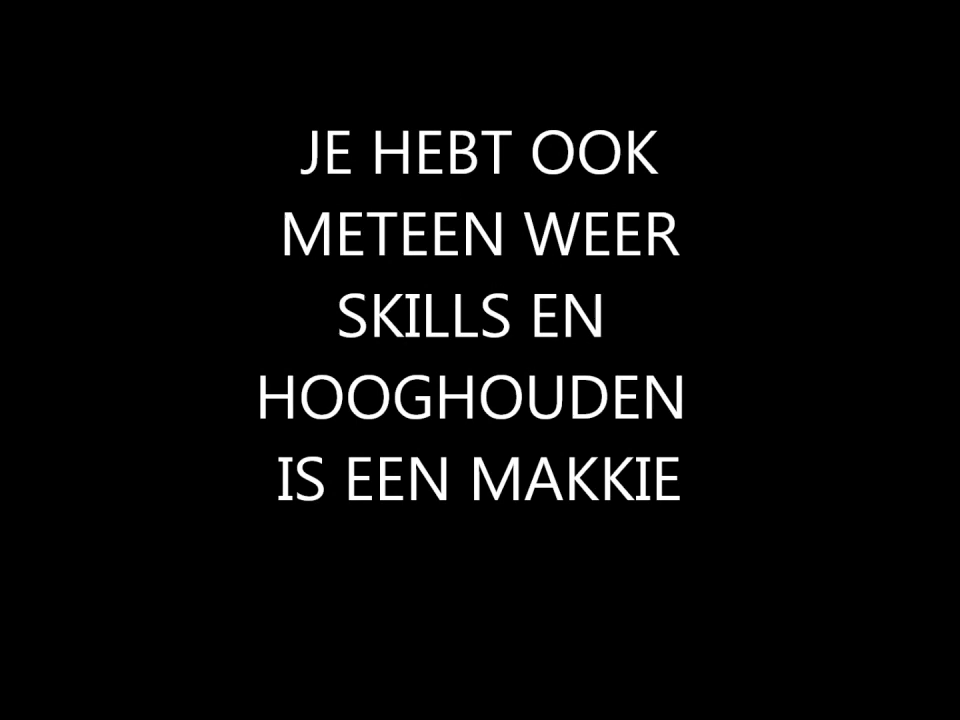 JE HEBT OOK
METEEN WEER
SKILLS EN
HOOGHOUDEN
IS EEN MAKKIE